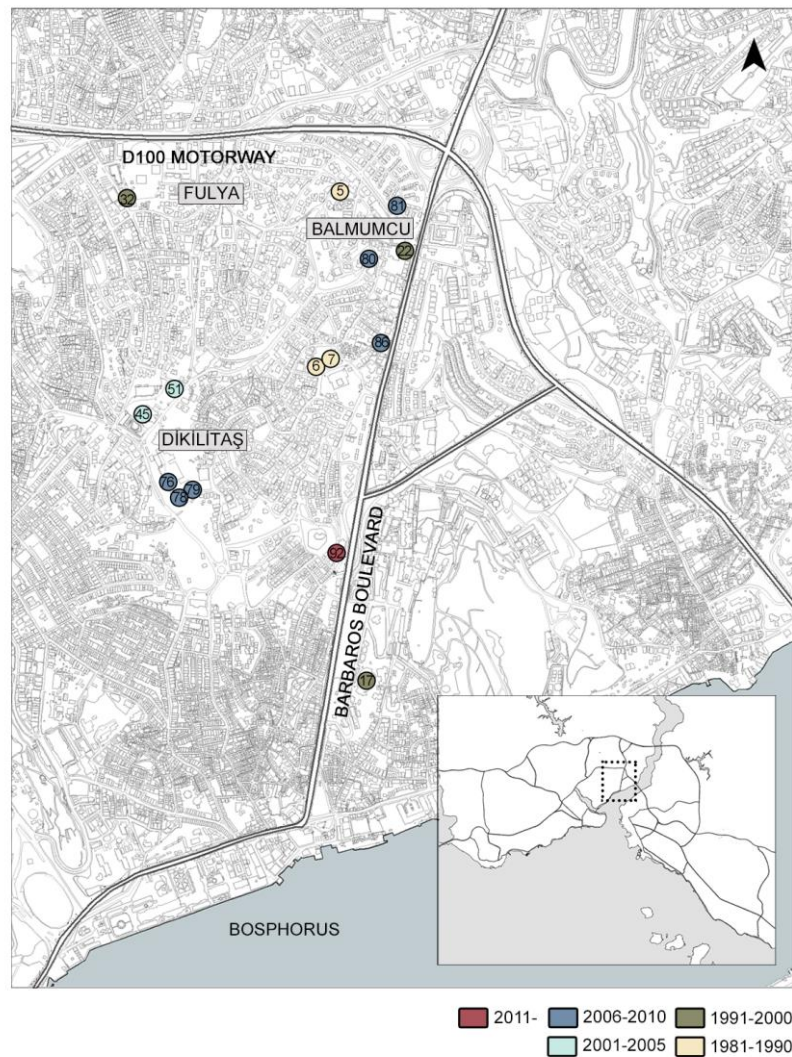 D100 MOTORWAY
32
FULYA
5
81
BALMUMCU
22
80
86
7
6
51
45
DİKİLİTAŞ
76
79
78
92
BARBAROS BOULEVARD
17
BOSPHORUS
2011- 2006-2010 1991-2000
2001-2005 1981-1990